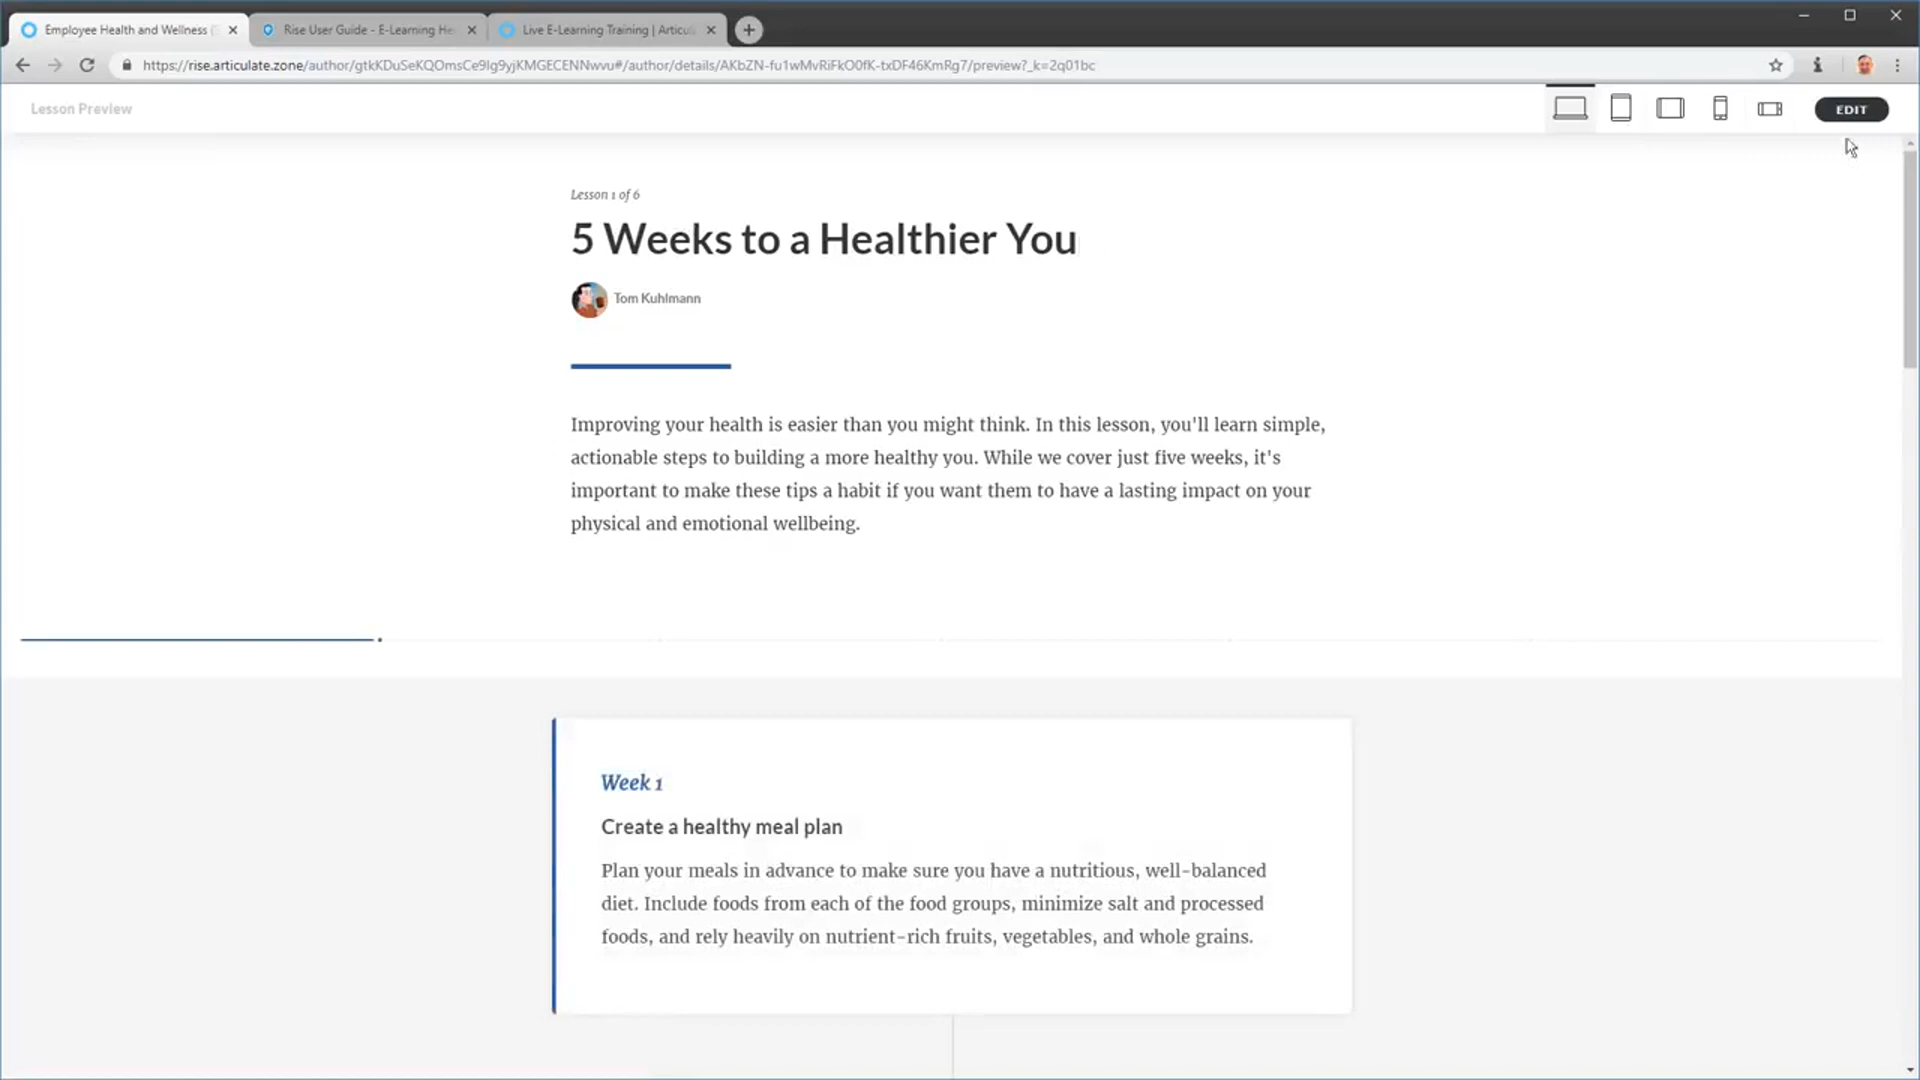 Employee Health and Wellness
Rise User Guide - E-Learning He
Live E-Learning Training | Articul
https://rise.articulate.zone/author/gtkKDuSeKQOmsCe9lg9yjKMGECENNwvu#/author/details/AKbZN-fu1wMvRiFkO0fK-txDF46KmRg7/preview?_k=2q01bc
Lesson Preview
EDIT
Lesson 1 of 6
5 Weeks to a Healthier You
Tom Kuhlmann
Improving your health is easier than you might think. In this lesson, you'll learn simple,
actionable steps to building a more healthy you. While we cover just five weeks, it's
important to make these tips a habit if you want them to have a lasting impact on your
physical and emotional wellbeing.
Week 1
Create a healthy meal plan
Plan your meals in advance to make sure you have a nutritious, well-balanced
diet. Include foods from each of the food groups, minimize salt and processed
foods, and rely heavily on nutrient-rich fruits, vegetables, and whole grains.